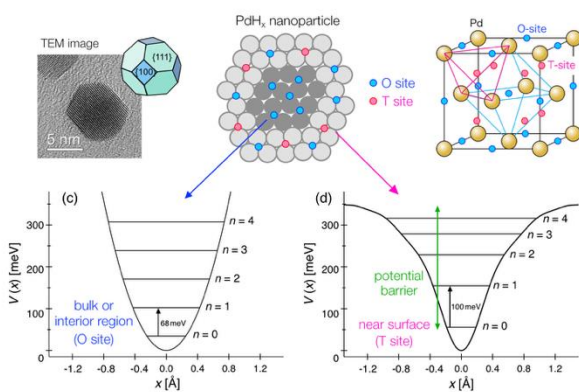 TEM image
{111}
{100}
5 nm
PdHₓ nanoparticle
O site
T site
Pd
O-site
T-site
(c)
V (x) [meV]
300
200
100
0
n = 4
n = 3
n = 2
n = 1
n = 0
68 meV
bulk or
interior region
(O site)
-1.2 -0.8 -0.4 0 0.4 0.8 1.2
x [Å]
(d)
V (x) [meV]
300
200
100
0
n = 4
n = 3
n = 2
n = 1
n = 0
100 meV
potential
barrier
near surface
(T site)
-1.2 -0.8 -0.4 0 0.4 0.8 1.2
x [Å]